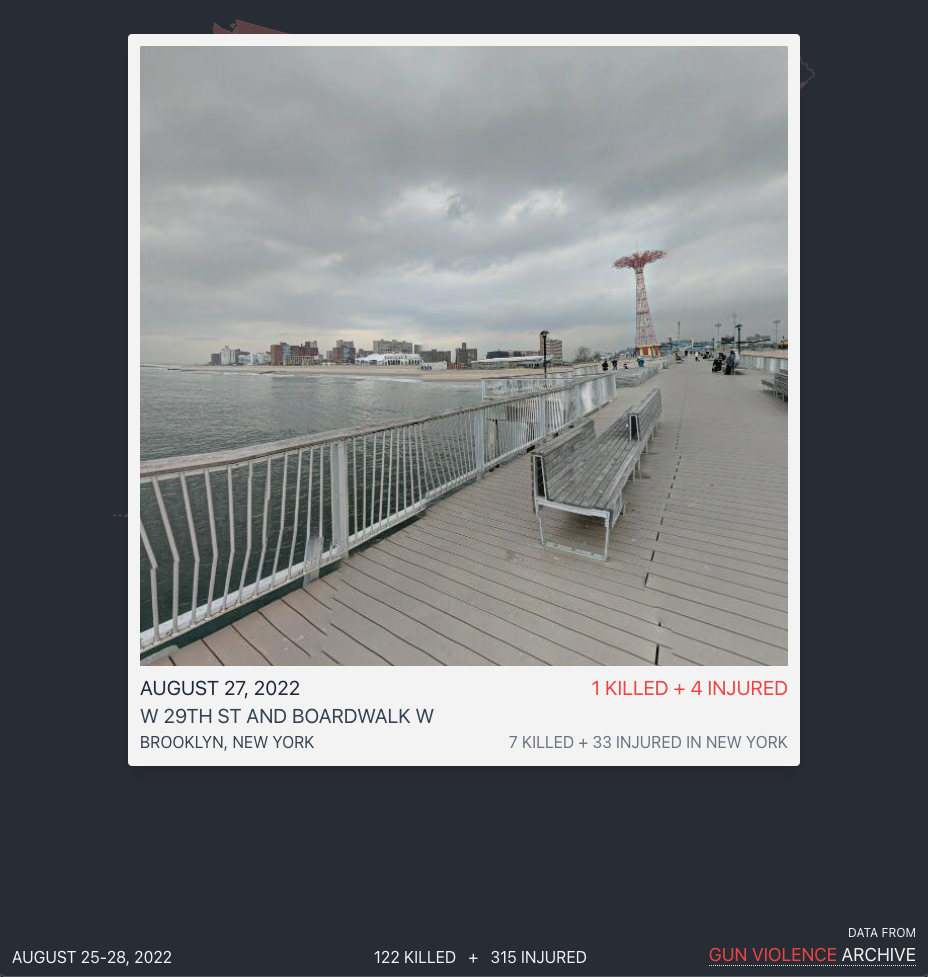 AUGUST 27, 2022
1 KILLED + 4 INJURED
W 29TH ST AND BOARDWALK W
BROOKLYN, NEW YORK
7 KILLED + 33 INJURED IN NEW YORK
DATA FROM
AUGUST 25-28, 2022
122 KILLED + 315 INJURED
GUN VIOLENCE ARCHIVE